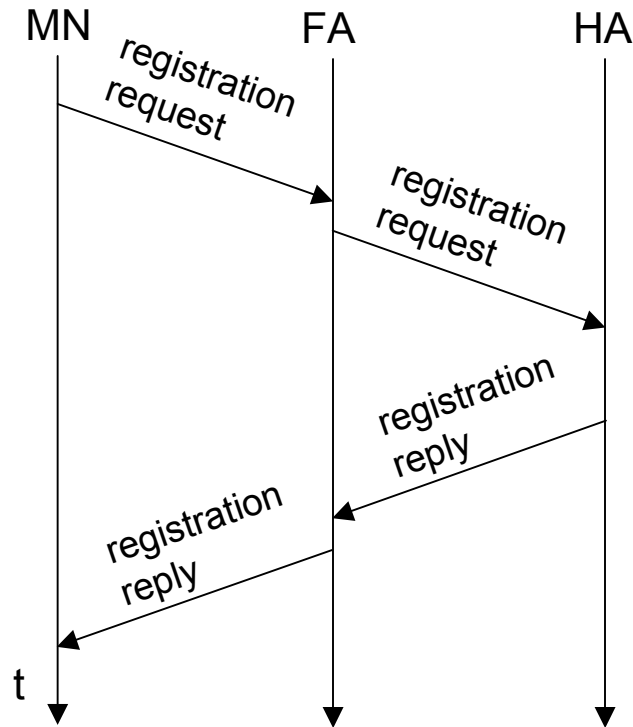 MN
FA
HA
registration
request
registration
request
registration
reply
registration
reply
t